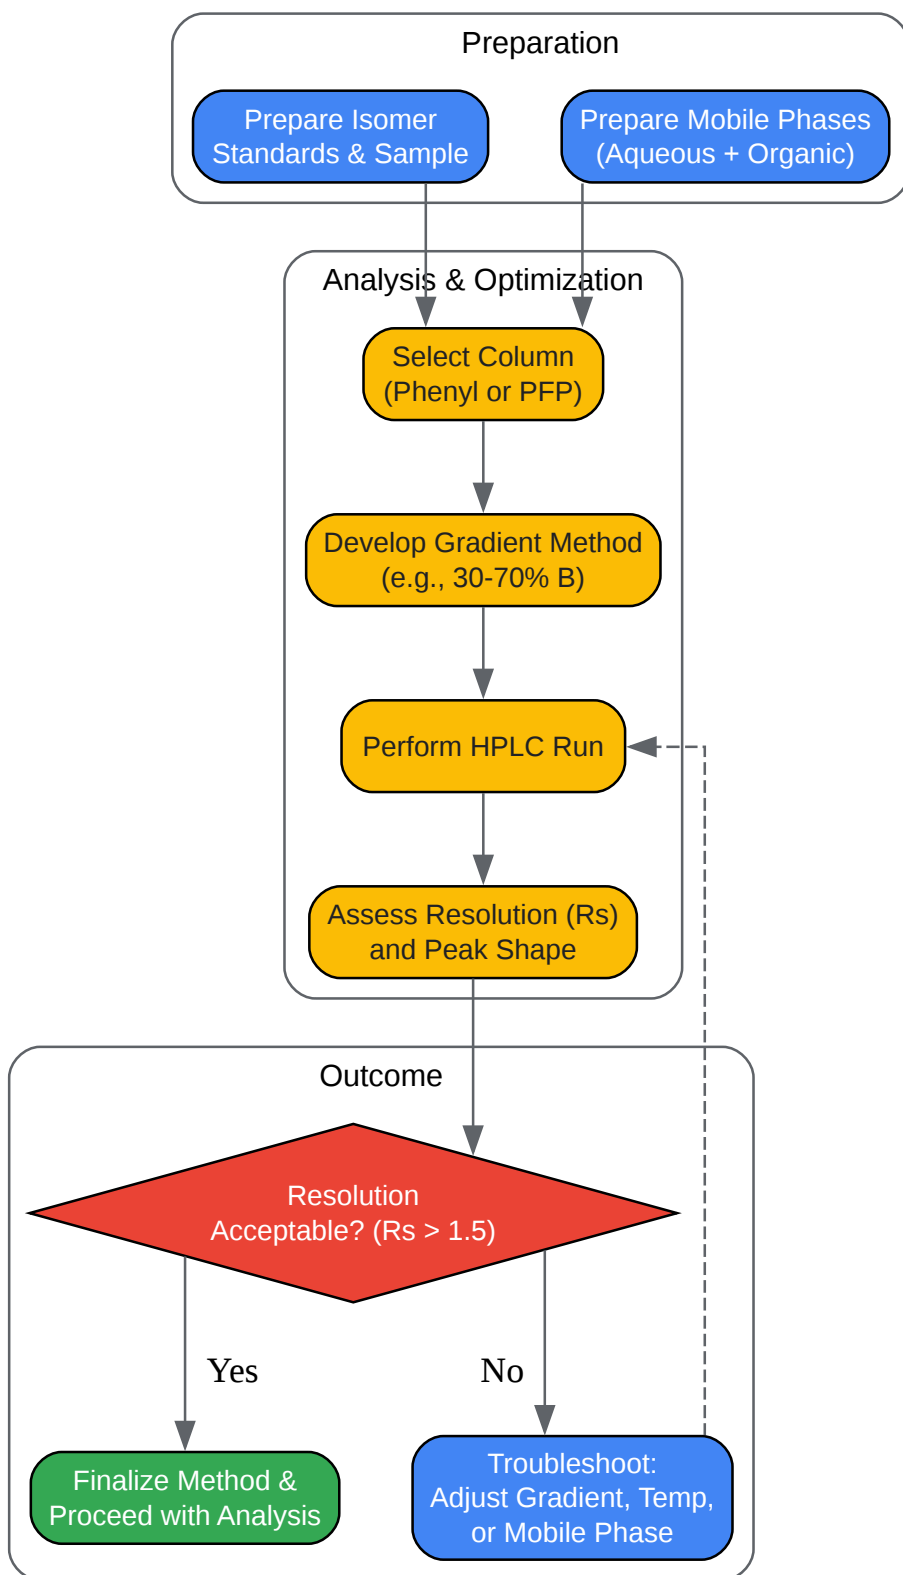 Preparation
Prepare Isomer
Standards & Sample
Prepare Mobile Phases
(Aqueous + Organic)
Analysis & Optimization
Select Column
(Phenyl or PFP)
Develop Gradient Method
(e.g., 30-70% B)
Perform HPLC Run
Assess Resolution (Rs)
and Peak Shape
Outcome
Resolution
Acceptable? (Rs > 1.5)
Yes
No
Finalize Method &
Proceed with Analysis
Troubleshoot:
Adjust Gradient, Temp,
or Mobile Phase